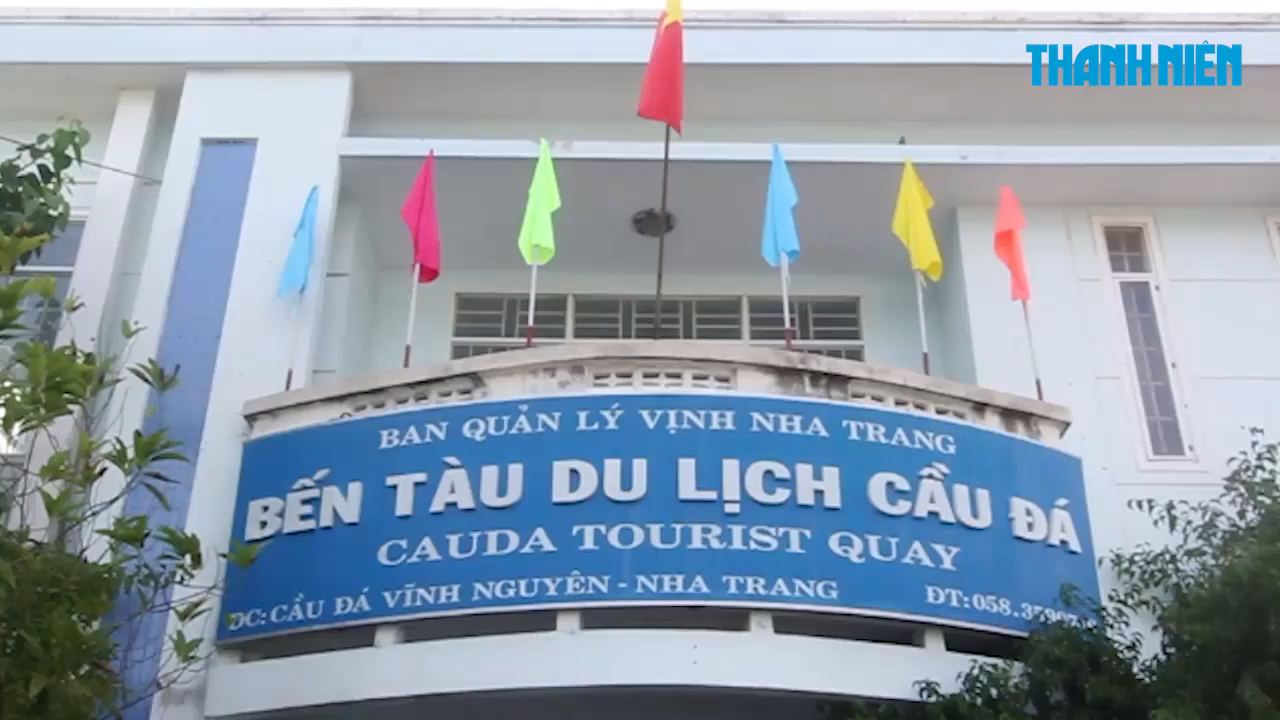 THANH NIÊN
BAN QUẢN LÝ VỊNH NHA TRANG
BẾN TÀU DU LỊCH CẦU ĐÁ
CAUDA TOURIST QUAY
ĐC: CẦU ĐÁ VĨNH NGUYÊN - NHA TRANG ĐT: 058.